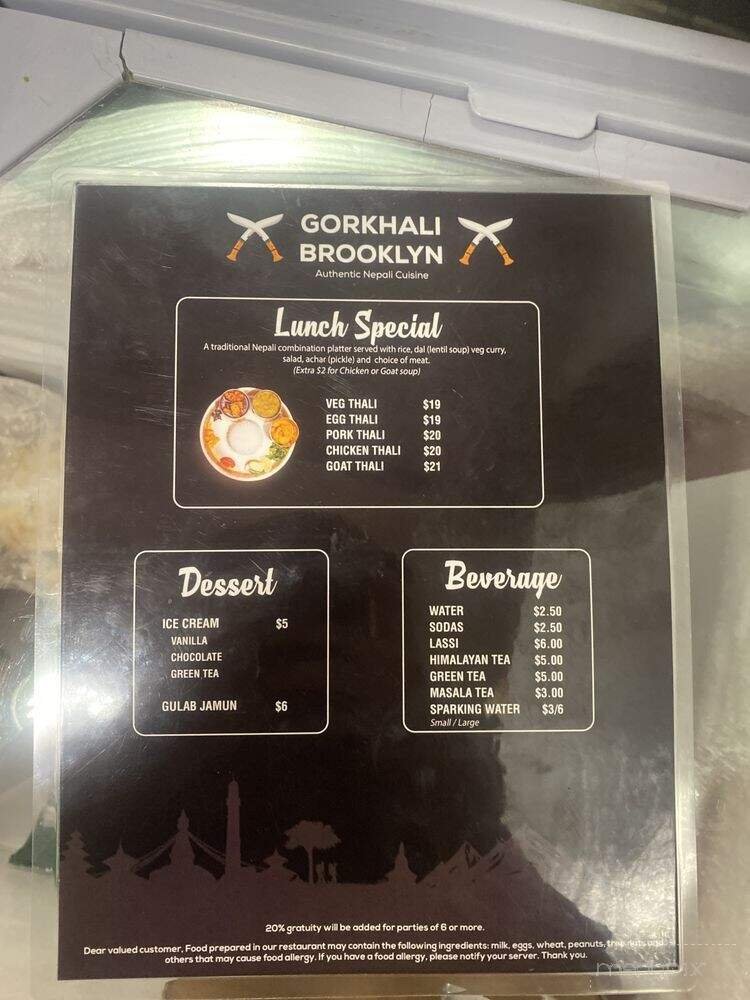 GORKHALI
BROOKLYN
Authentic Nepali Cuisine
Lunch Special
A traditional Nepali combination platter served with rice, dal (lentil soup) veg curry,
salad, achar (pickle) and choice of meat.
(Extra $2 for Chicken or Goat soup)
VEG THALI $19
EGG THALI $19
PORK THALI $20
CHICKEN THALI $20
GOAT THALI $21
Dessert
ICE CREAM $5
VANILLA
CHOCOLATE
GREEN TEA
GULAB JAMUN $6
Beverage
WATER $2.50
SODAS $2.50
LASSI $6.00
HIMALAYAN TEA $5.00
GREEN TEA $5.00
MASALA TEA $3.00
SPARKING WATER $3/6
Small / Large
20% gratuity will be added for parties of 6 or more.
Dear valued customer, Food prepared in our restaurant may contain the following ingredients: milk, eggs, wheat, peanuts, tree nuts and
others that may cause food allergy. If you have a food allergy, please notify your server. Thank you.